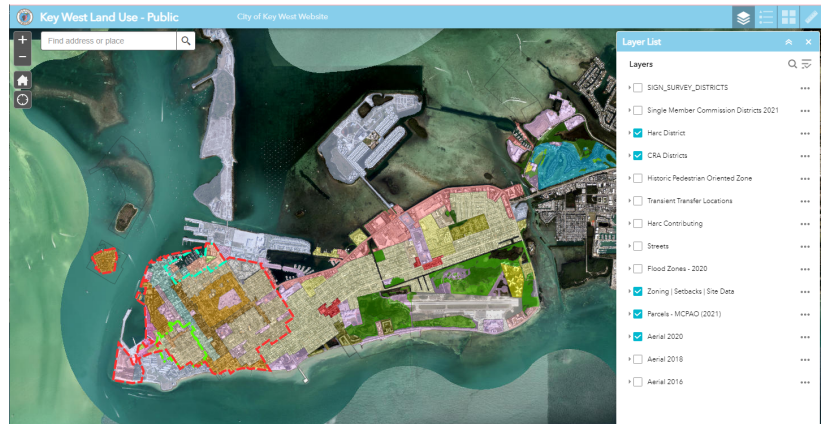 Key West Land Use - Public
City of Key West Website
Find address or place
Layer List
Layers
SIGN_SURVEY_DISTRICTS
Single Member Commission Districts 2021
Harc District
CRA Districts
Historic Pedestrian Oriented Zone
Transient Transfer Locations
Harc Contributing
Streets
Flood Zones - 2020
Zoning | Setbacks | Site Data
Parcels - MCPAO (2021)
Aerial 2020
Aerial 2018
Aerial 2016